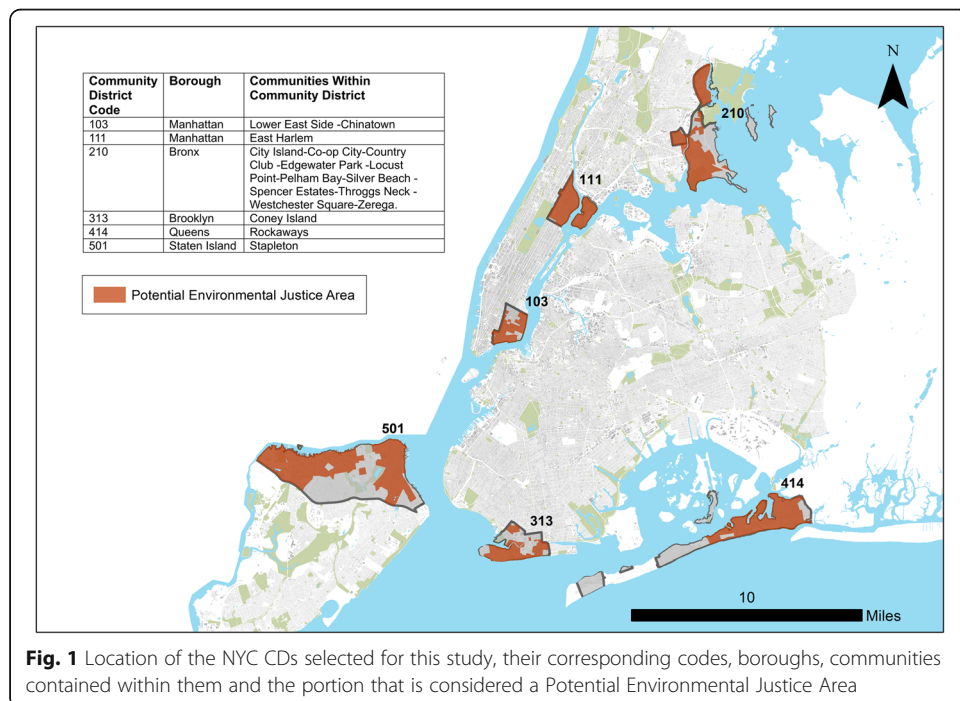 Community District Code Borough Communities Within Community District
103 Manhattan Lower East Side -Chinatown
111 Manhattan East Harlem
210 Bronx City Island-Co-op City-Country
Club -Edgewater Park -Locust
Point-Pelham Bay-Silver Beach -
Spencer Estates-Throggs Neck -
Westchester Square-Zerega.
313 Brooklyn Coney Island
414 Queens Rockaways
501 Staten Island Stapleton
Potential Environmental Justice Area
N
210
111
103
501
414
313
10
Miles
Fig. 1 Location of the NYC CDs selected for this study, their corresponding codes, boroughs, communities
contained within them and the portion that is considered a Potential Environmental Justice Area